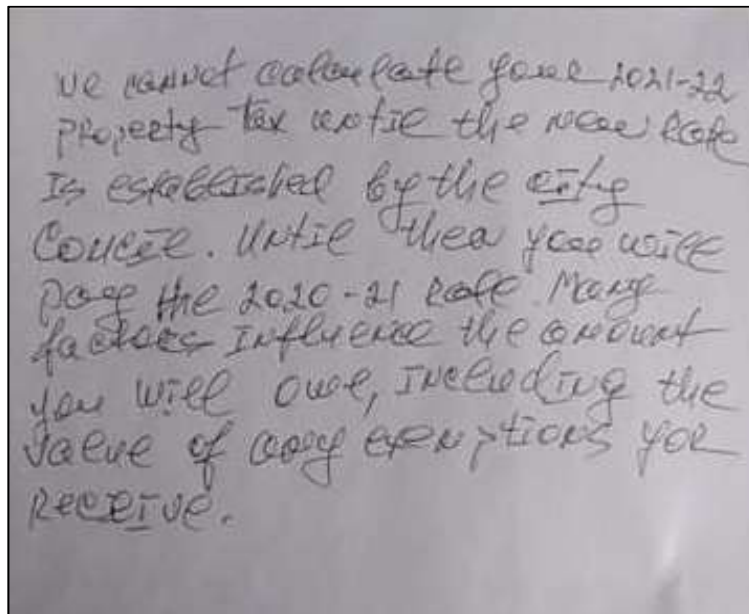 we cannot calculate your 2021-22
property tax until the new rate
Is established by the city
Council. Until then you will
pay the 2020-21 rate. Many
factors Influence the amount
you will owe, Including the
value of any exemptions you
Receive.